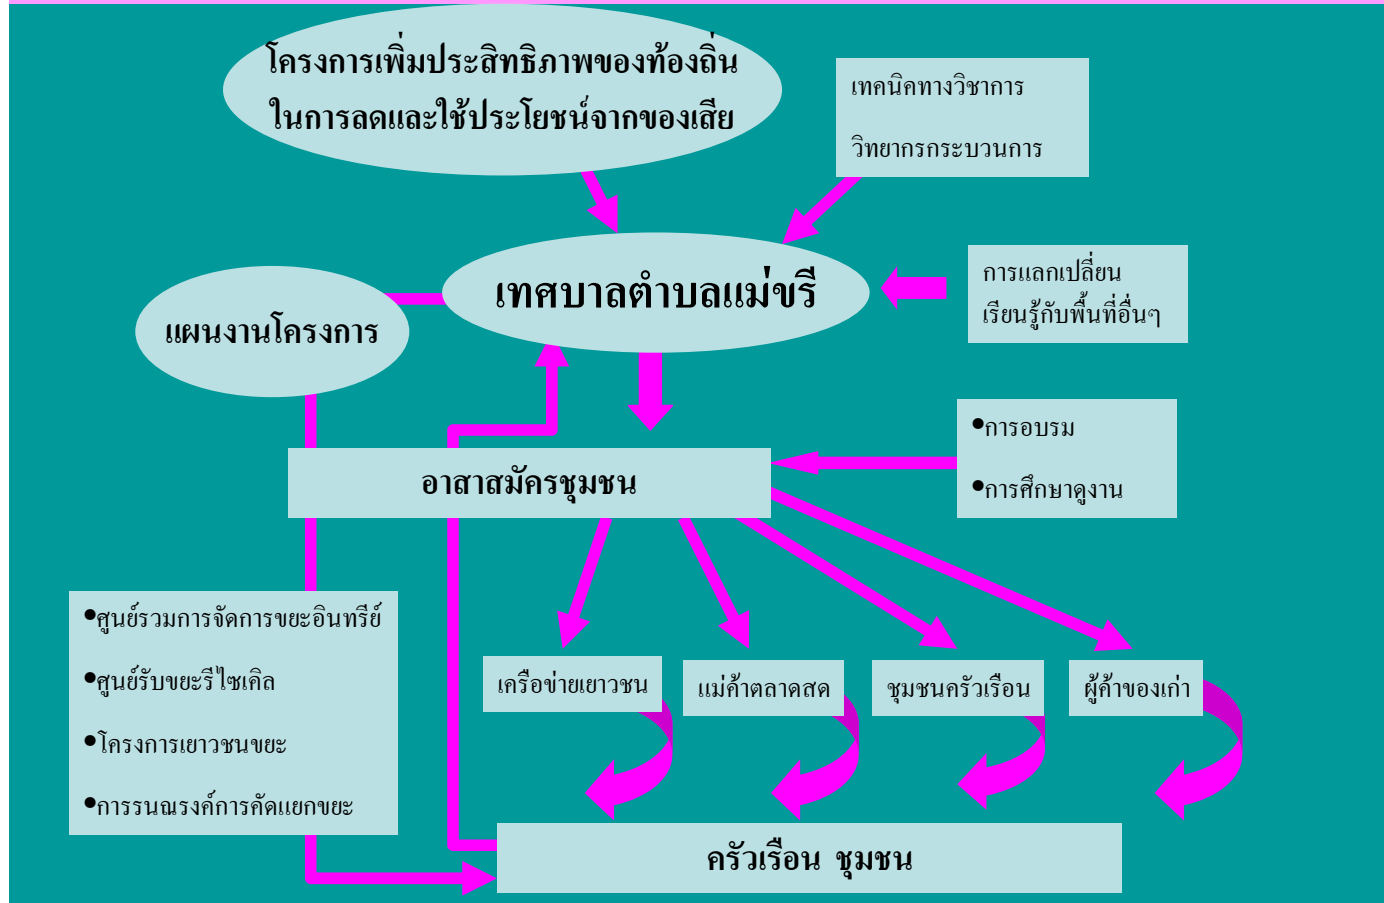 โครงการเพิ่มประสิทธิภาพของท้องถิ่น
ในการลดและใช้ประโยชน์จากของเสีย
เทคนิคทางวิชาการ
วิทยากรกระบวนการ
เทศบาลตำบลแม่ขรี
การแลกเปลี่ยน
เรียนรู้กับพื้นที่อื่นๆ
แผนงานโครงการ
•การอบรม
•การศึกษาดูงาน
อาสาสมัครชุมชน
•ศูนย์รวมการจัดการขยะอินทรีย์
•ศูนย์รับขยะรีไซเคิล
•โครงการเยาวชนขยะ
•การรนณรงค์การคัดแยกขยะ
เครือข่ายเยาวชน
แม่ค้าตลาดสด
ชุมชนครัวเรือน
ผู้ค้าของเก่า
ครัวเรือน ชุมชน